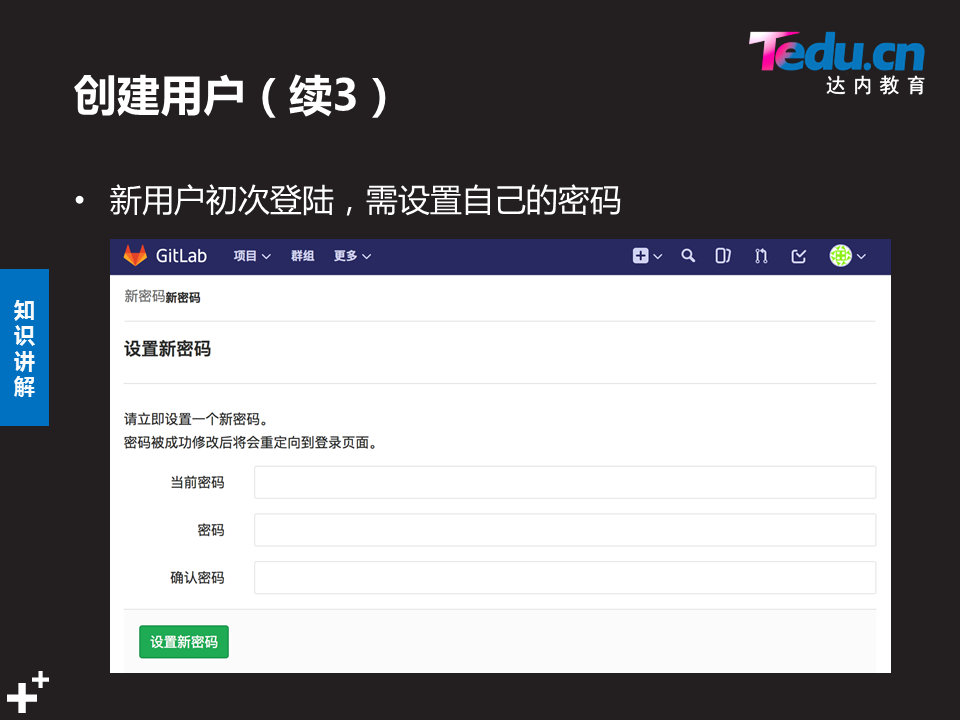 Tedu.cn
达内教育
创建用户（续3）
• 新用户初次登陆，需设置自己的密码
知识讲解
GitLab 项目 群组 更多
新密码新密码
设置新密码
请立即设置一个新密码。
密码被成功修改后将会重定向到登录页面。
当前密码
密码
确认密码
设置新密码